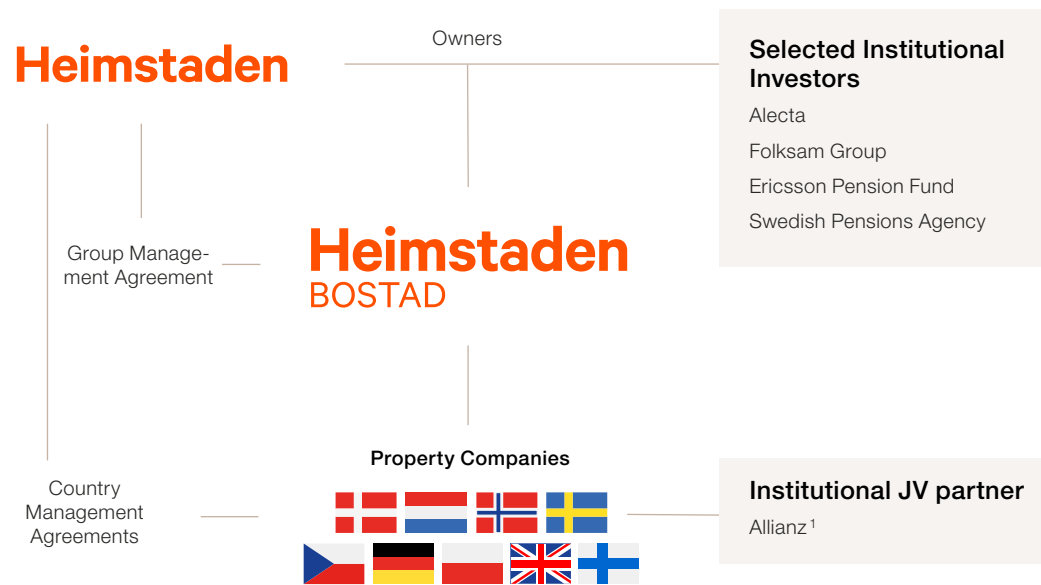 Heimstaden
Owners
Selected Institutional
Investors
Alecta
Folksam Group
Ericsson Pension Fund
Swedish Pensions Agency
Group Manage-
ment Agreement
Heimstaden
BOSTAD
Property Companies
Country
Management
Agreements
Institutional JV partner
Allianz ¹